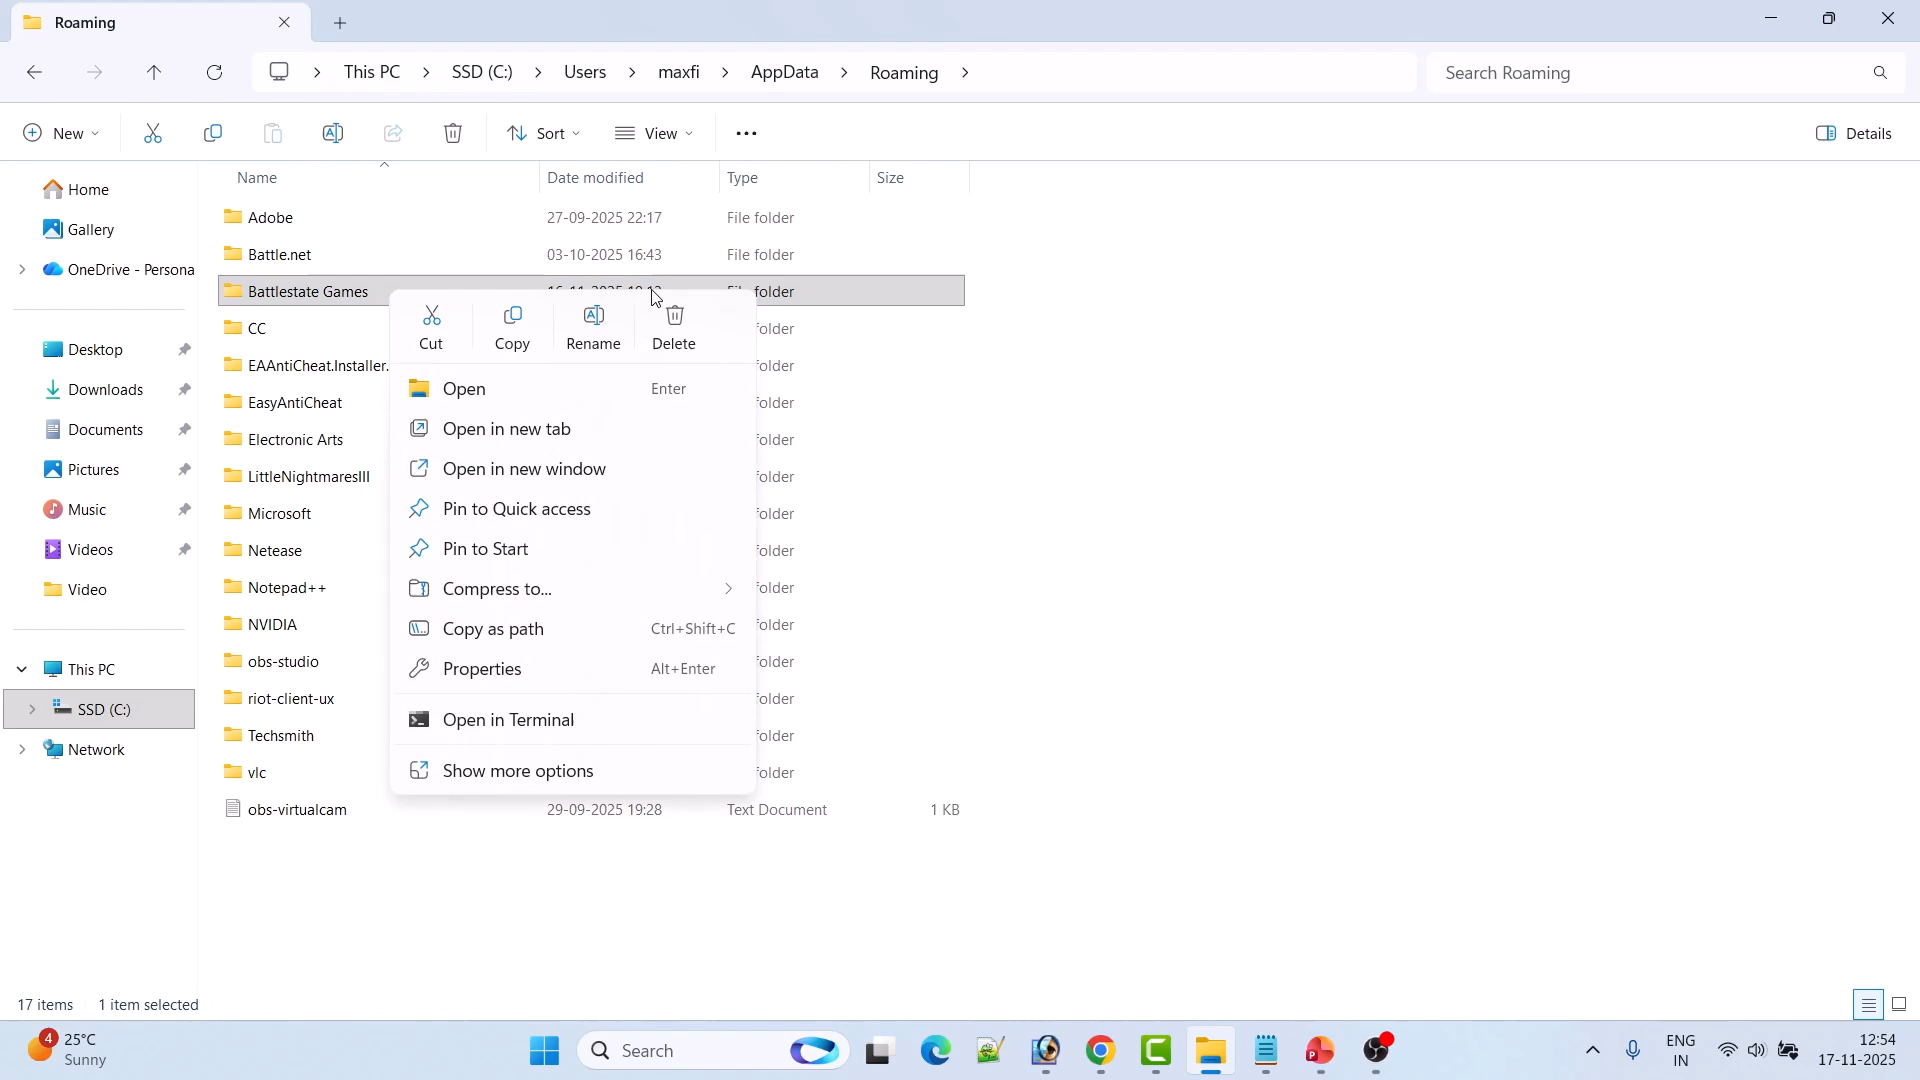 Roaming
This PC > SSD (C:) > Users > maxfi > AppData > Roaming >
Search Roaming
New
Sort
View
Details
Name Date modified Type Size
Home
Gallery
OneDrive - Persona
Desktop
Downloads
Documents
Pictures
Music
Videos
Video
This PC
SSD (C:)
Network
Adobe 27-09-2025 22:17 File folder
Battle.net 03-10-2025 16:43 File folder
Battlestate Games folder
CC folder
EAAntiCheat.Installer. folder
EasyAntiCheat folder
Electronic Arts folder
LittleNightmaresIII folder
Microsoft folder
Netease folder
Notepad++ folder
NVIDIA folder
obs-studio folder
riot-client-ux folder
Techsmith folder
vlc folder
obs-virtualcam 29-09-2025 19:28 Text Document 1 KB
Cut Copy Rename Delete
Open Enter
Open in new tab
Open in new window
Pin to Quick access
Pin to Start
Compress to...
Copy as path Ctrl+Shift+C
Properties Alt+Enter
Open in Terminal
Show more options
17 items 1 item selected
4
25°C
Sunny
Search
ENG
IN
12:54
17-11-2025